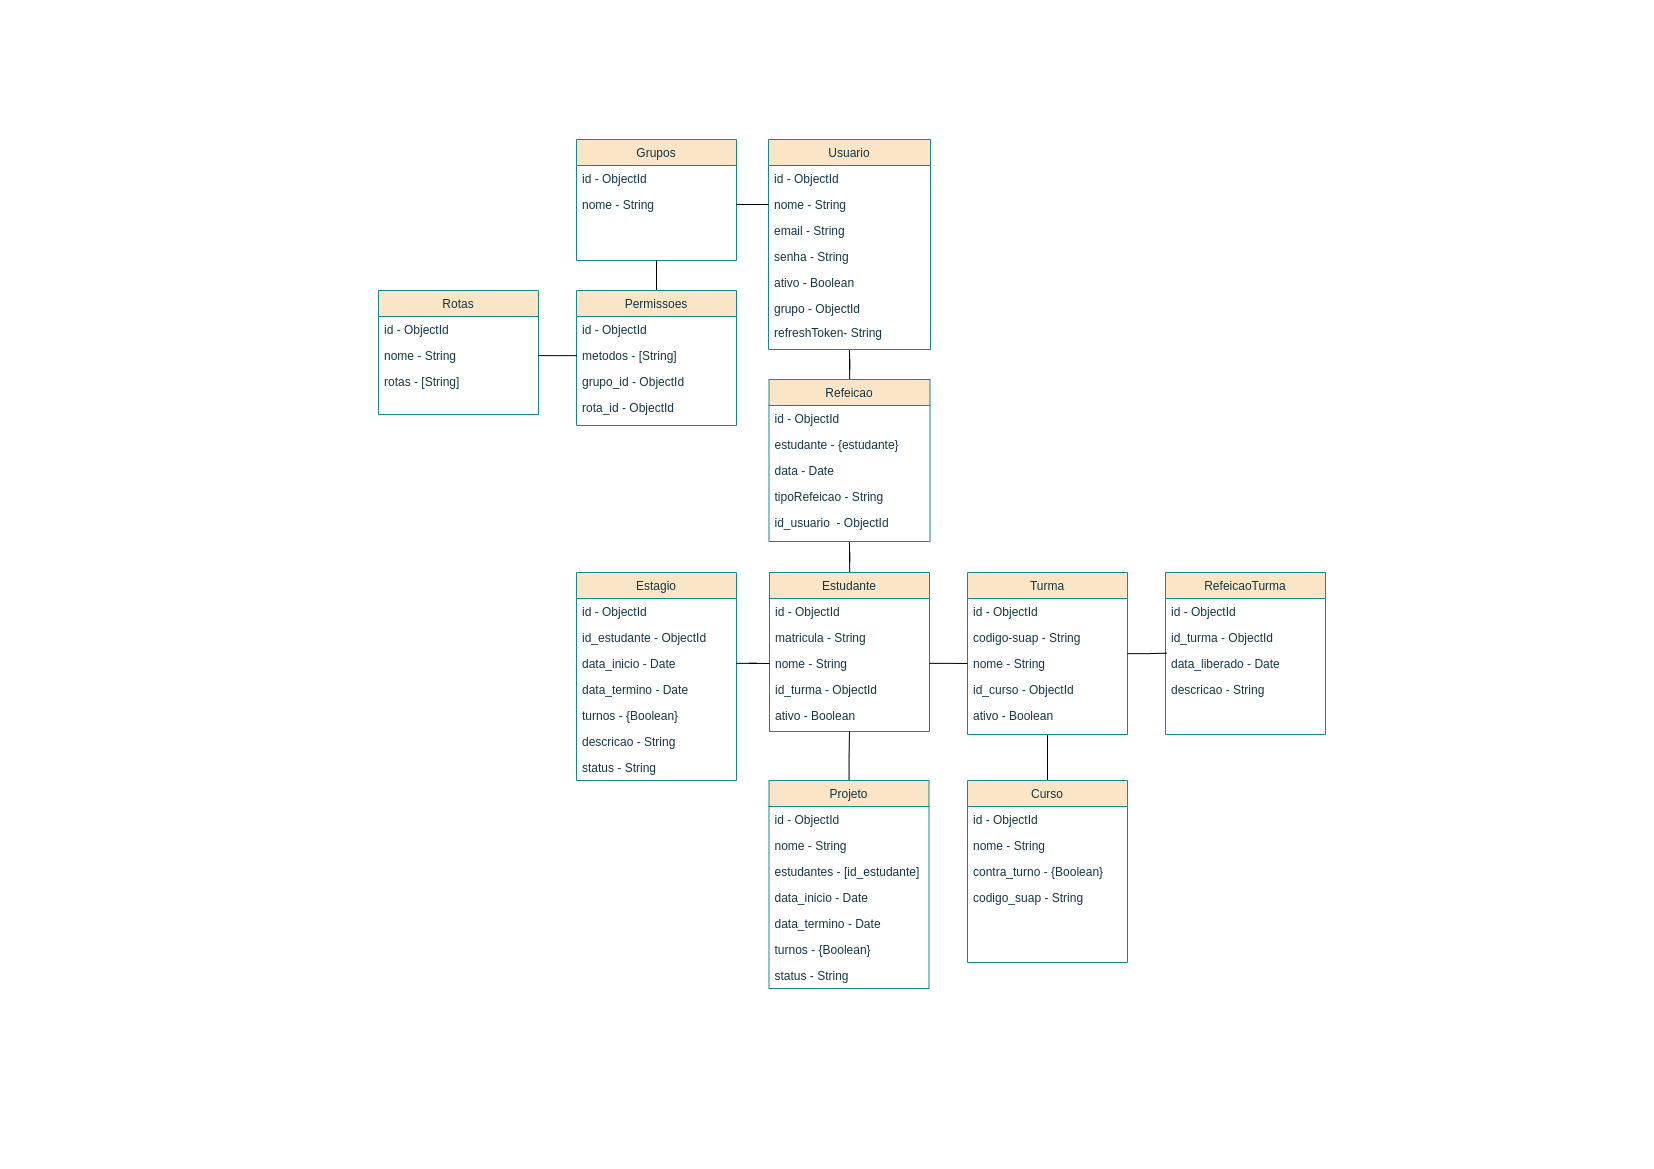 Grupos
id - ObjectId
nome - String
Usuario
id - ObjectId
nome - String
email - String
senha - String
ativo - Boolean
grupo - ObjectId
refreshToken- String
Rotas
id - ObjectId
nome - String
rotas - [String]
Permissoes
id - ObjectId
metodos - [String]
grupo_id - ObjectId
rota_id - ObjectId
Refeicao
id - ObjectId
estudante - {estudante}
data - Date
tipoRefeicao - String
id_usuario  - ObjectId
Estagio
id - ObjectId
id_estudante - ObjectId
data_inicio - Date
data_termino - Date
turnos - {Boolean}
descricao - String
status - String
Estudante
id - ObjectId
matricula - String
nome - String
id_turma - ObjectId
ativo - Boolean
Turma
id - ObjectId
codigo-suap - String
nome - String
id_curso - ObjectId
ativo - Boolean
RefeicaoTurma
id - ObjectId
id_turma - ObjectId
data_liberado - Date
descricao - String
Projeto
id - ObjectId
nome - String
estudantes - [id_estudante]
data_inicio - Date
data_termino - Date
turnos - {Boolean}
status - String
Curso
id - ObjectId
nome - String
contra_turno - {Boolean}
codigo_suap - String